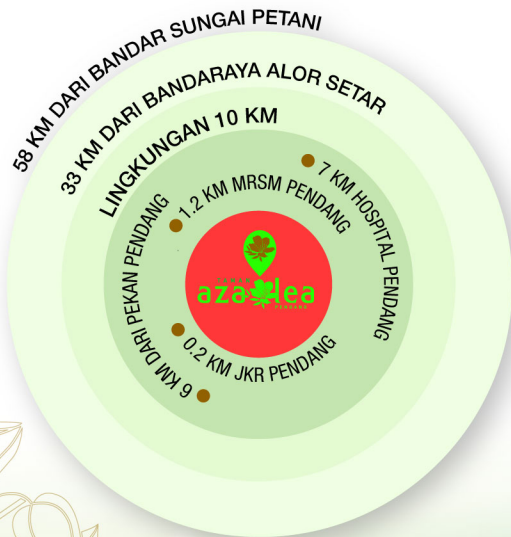 58 KM DARI BANDAR SUNGAI PETANI
33 KM DARI BANDARAYA ALOR SETAR
LINGKUNGAN 10 KM
7 KM HOSPITAL PENDANG
1.2 KM MRSM PENDANG
azalea
PENDANG
0.2 KM JKR PENDANG
6 KM DARI PEKAN PENDANG